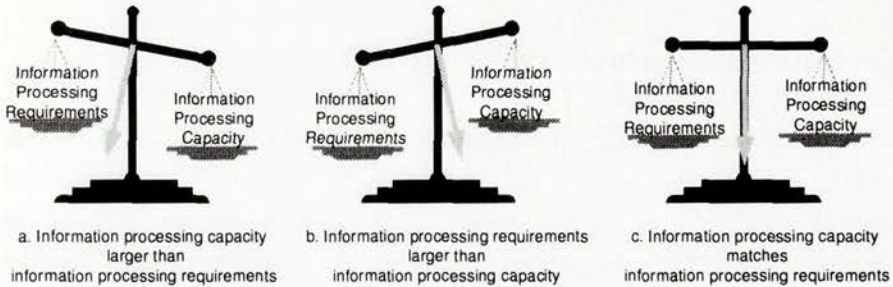 Information
Processing
Requirements
Information
Processing
Capacity
a. Information processing capacity
larger than
information processing requirements
Information
Processing
Requirements
Information
Processing
Capacity
b. Information processing requirements
larger than
information processing capacity
Information
Processing
Requirements
Information
Processing
Capacity
c. Information processing capacity
matches
information processing requirements